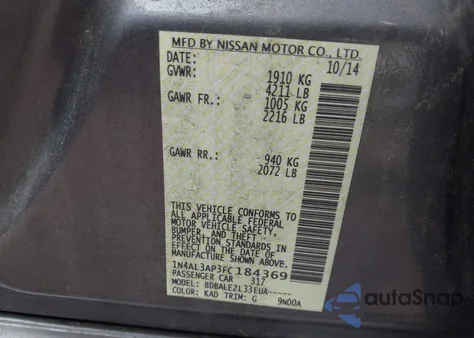 MFD BY NISSAN MOTOR CO., LTD.
DATE: 10/14
GVWR: 1910 KG
4211 LB
GAWR FR.: 1005 KG
2216 LB
GAWR RR.: 940 KG
2072 LB
THIS VEHICLE CONFORMS TO
ALL APPLICABLE FEDERAL
MOTOR VEHICLE SAFETY,
BUMPER, AND THEFT
PREVENTION STANDARDS IN
EFFECT ON THE DATE OF
MANUFACTURE SHOWN ABOVE.
1N4AL3AP3FC184369
PASSENGER CAR 317
BDBALE2L33EUA-----
COLOR: KAD TRIM: G 9N00A
autoSnap